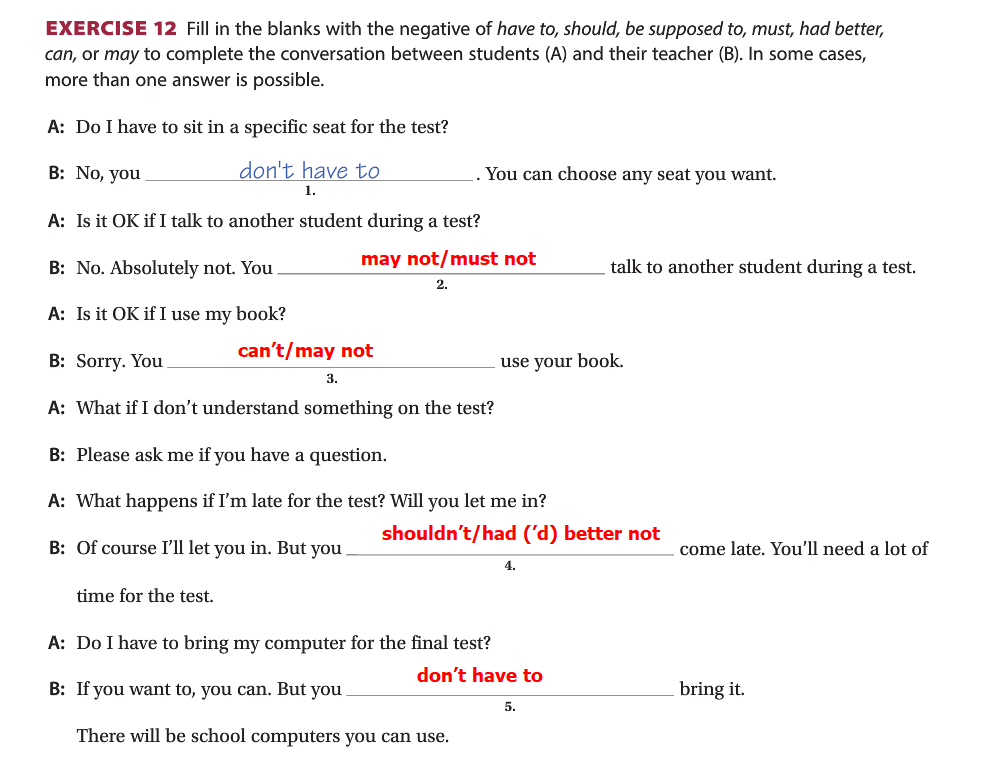 EXERCISE 12 Fill in the blanks with the negative of have to, should, be supposed to, must, had better,
can, or may to complete the conversation between students (A) and their teacher (B). In some cases,
more than one answer is possible.
A: Do I have to sit in a specific seat for the test?
B: No, you don't have to. You can choose any seat you want.
1.
A: Is it OK if I talk to another student during a test?
B: No. Absolutely not. You may not/must not talk to another student during a test.
2.
A: Is it OK if I use my book?
B: Sorry. You can’t/may not use your book.
3.
A: What if I don’t understand something on the test?
B: Please ask me if you have a question.
A: What happens if I’m late for the test? Will you let me in?
B: Of course I’ll let you in. But you shouldn’t/had (’d) better not come late. You’ll need a lot of
4.
time for the test.
A: Do I have to bring my computer for the final test?
B: If you want to, you can. But you don’t have to bring it.
5.
There will be school computers you can use.